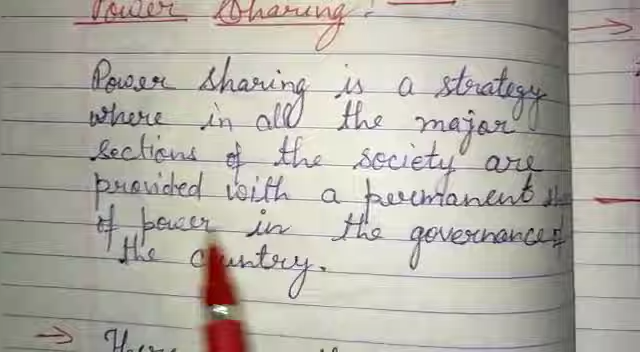 Power Sharing:
Power sharing is a strategy
where in all the major
sections of the society are
provided with a permanent
of power in the governance of
the country.